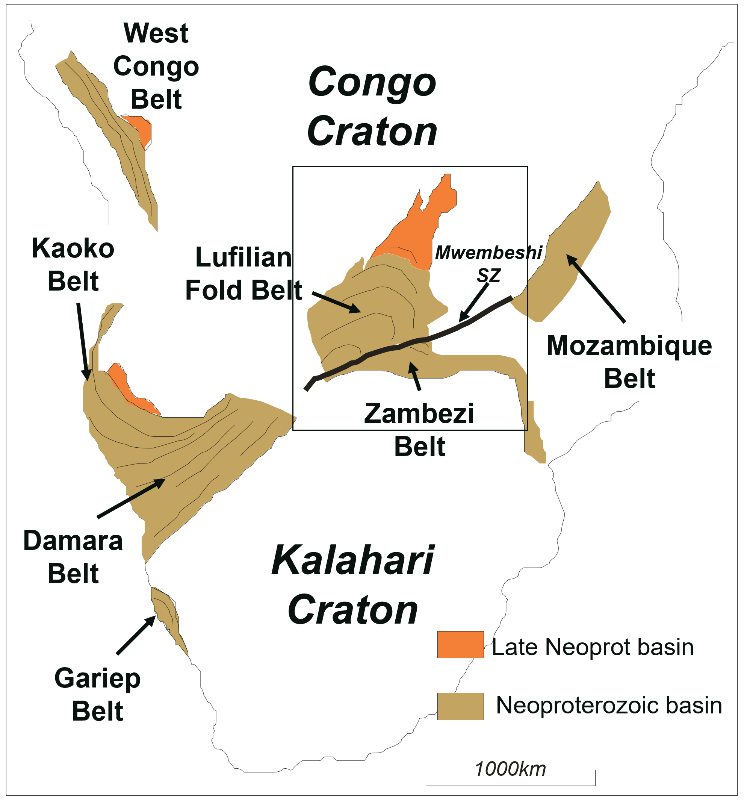 West
Congo
Belt
Congo
Craton
Kaoko
Belt
Lufilian
Fold Belt
Mwembeshi
SZ
Mozambique
Belt
Zambezi
Belt
Damara
Belt
Kalahari
Craton
Gariep
Belt
Late Neoprot basin
Neoproterozoic basin
1000km